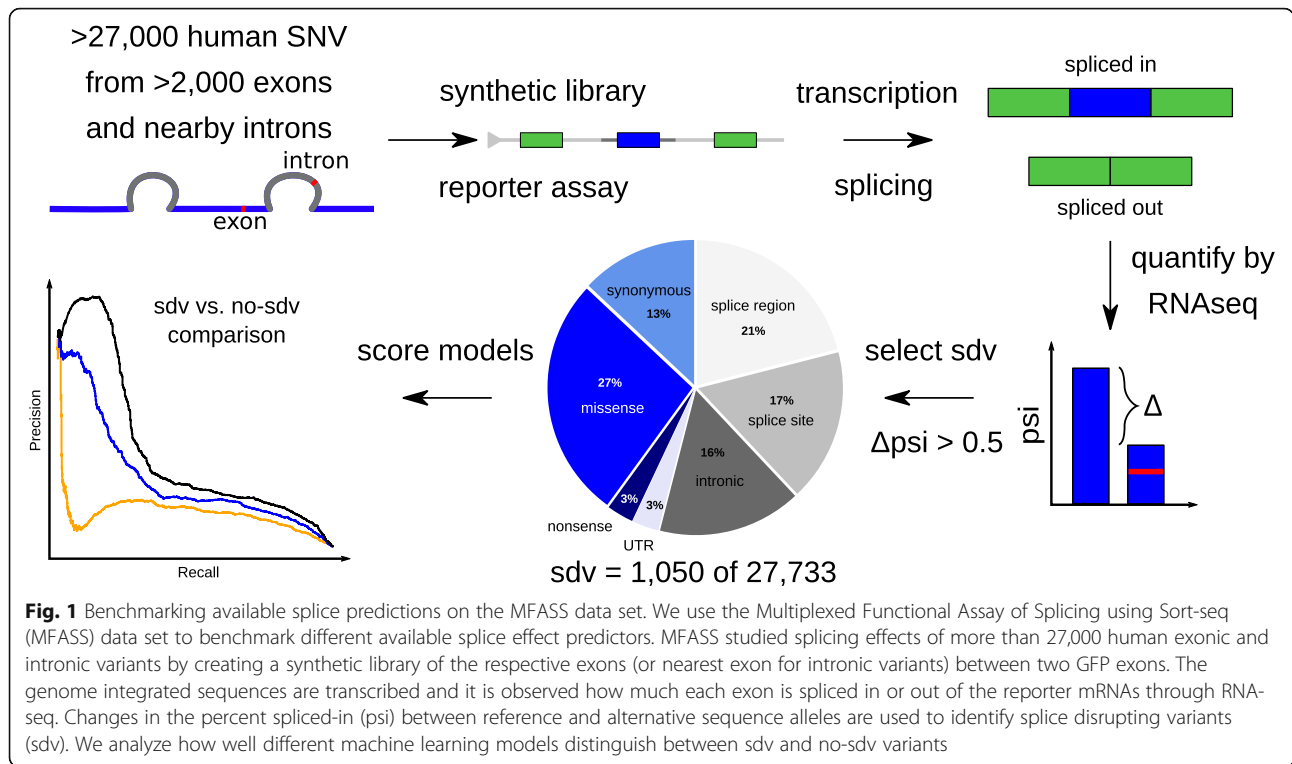 >27,000 human SNV
from >2,000 exons
and nearby introns
intron
exon
synthetic library
reporter assay
transcription
splicing
spliced in
spliced out
quantify by
RNAseq
psi
Δ
select sdv
Δpsi > 0.5
synonymous
13%
splice region
21%
17%
splice site
16%
intronic
3%
UTR
3%
nonsense
27%
missense
sdv = 1,050 of 27,733
score models
sdv vs. no-sdv
comparison
Precision
Recall
Fig. 1 Benchmarking available splice predictions on the MFASS data set. We use the Multiplexed Functional Assay of Splicing using Sort-seq
(MFASS) data set to benchmark different available splice effect predictors. MFASS studied splicing effects of more than 27,000 human exonic and
intronic variants by creating a synthetic library of the respective exons (or nearest exon for intronic variants) between two GFP exons. The
genome integrated sequences are transcribed and it is observed how much each exon is spliced in or out of the reporter mRNAs through RNA-
seq. Changes in the percent spliced-in (psi) between reference and alternative sequence alleles are used to identify splice disrupting variants
(sdv). We analyze how well different machine learning models distinguish between sdv and no-sdv variants